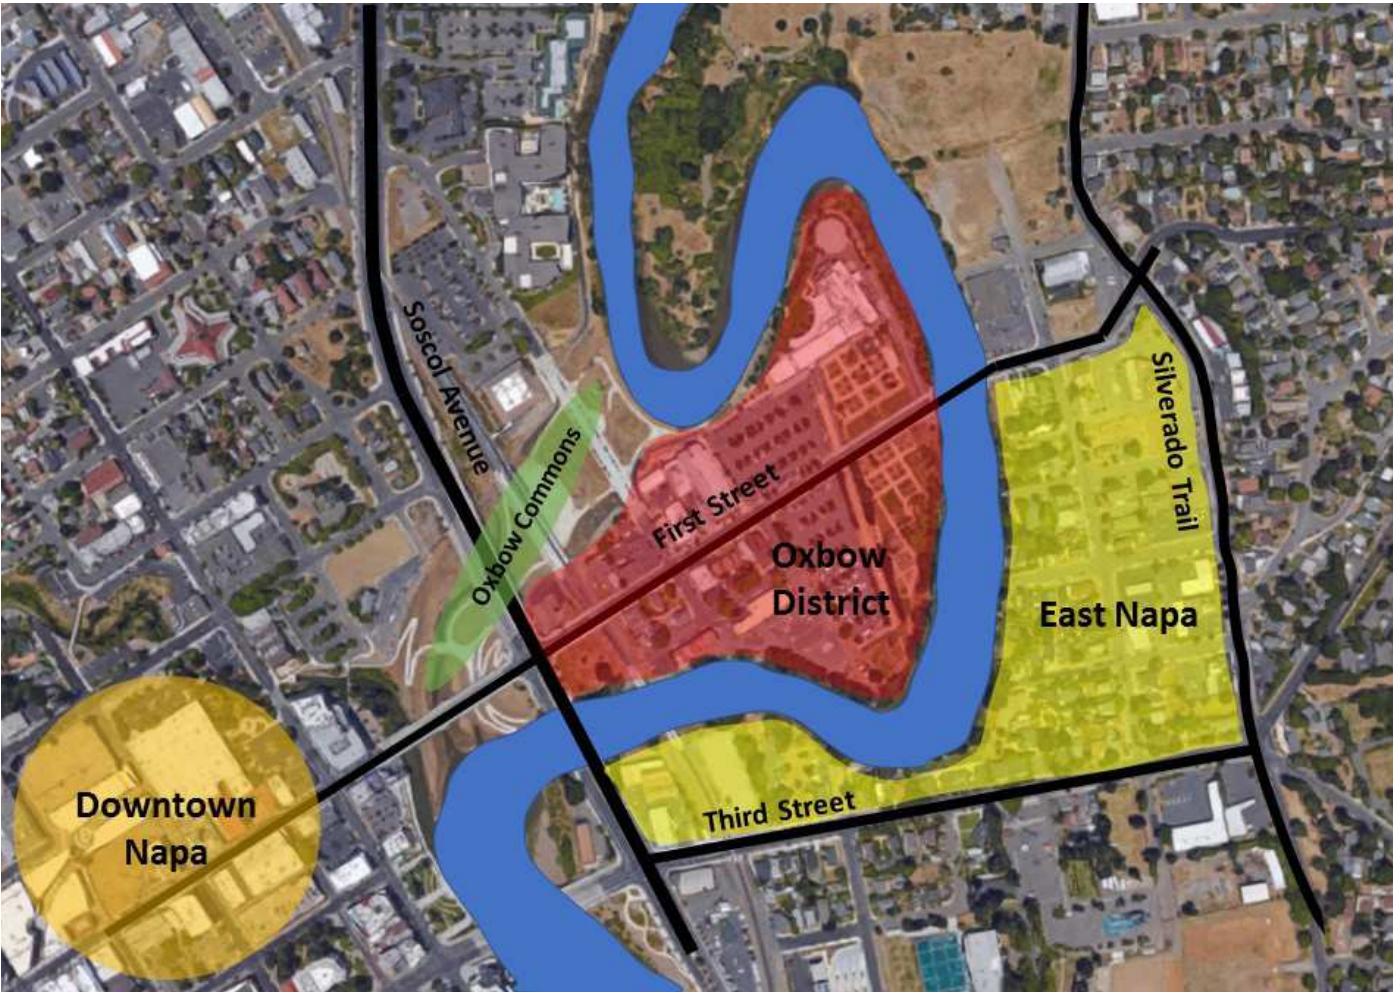 Soscol Avenue
Oxbow Commons
First Street
Silverado Trail
Oxbow
District
East Napa
Downtown
Napa
Third Street